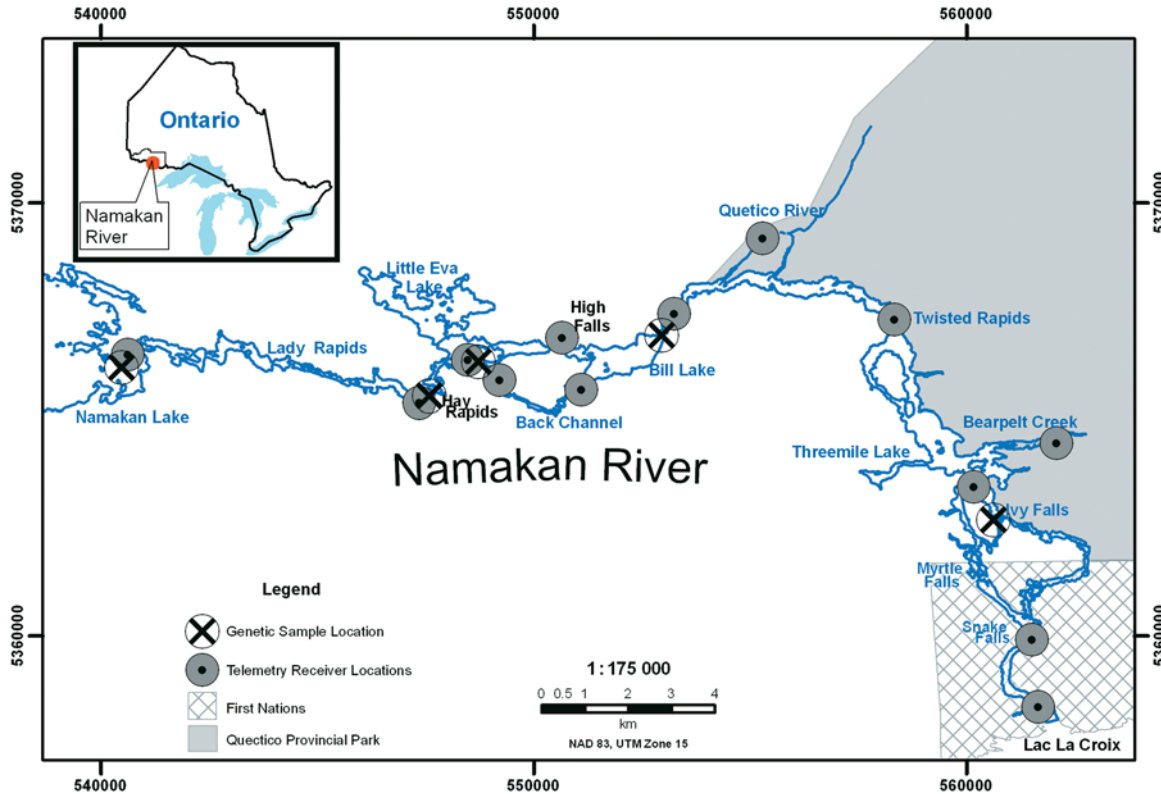 540000
550000
560000
Ontario
Namakan
River
5370000
5370000
Quetico River
Little Eva
Lake
High
Falls
Twisted Rapids
Lady Rapids
Bill Lake
Namakan Lake
Hay
Rapids
Back Channel
Bearpelt Creek
Threemile Lake
Namakan River
Ivy Falls
Myrtle
Falls
Snake
Falls
Legend
Genetic Sample Location
Telemetry Receiver Locations
First Nations
Quectico Provincial Park
1 : 175 000
0 0.5 1 2 3 4
km
NAD 83, UTM Zone 15
5360000
5360000
Lac La Croix
540000
550000
560000